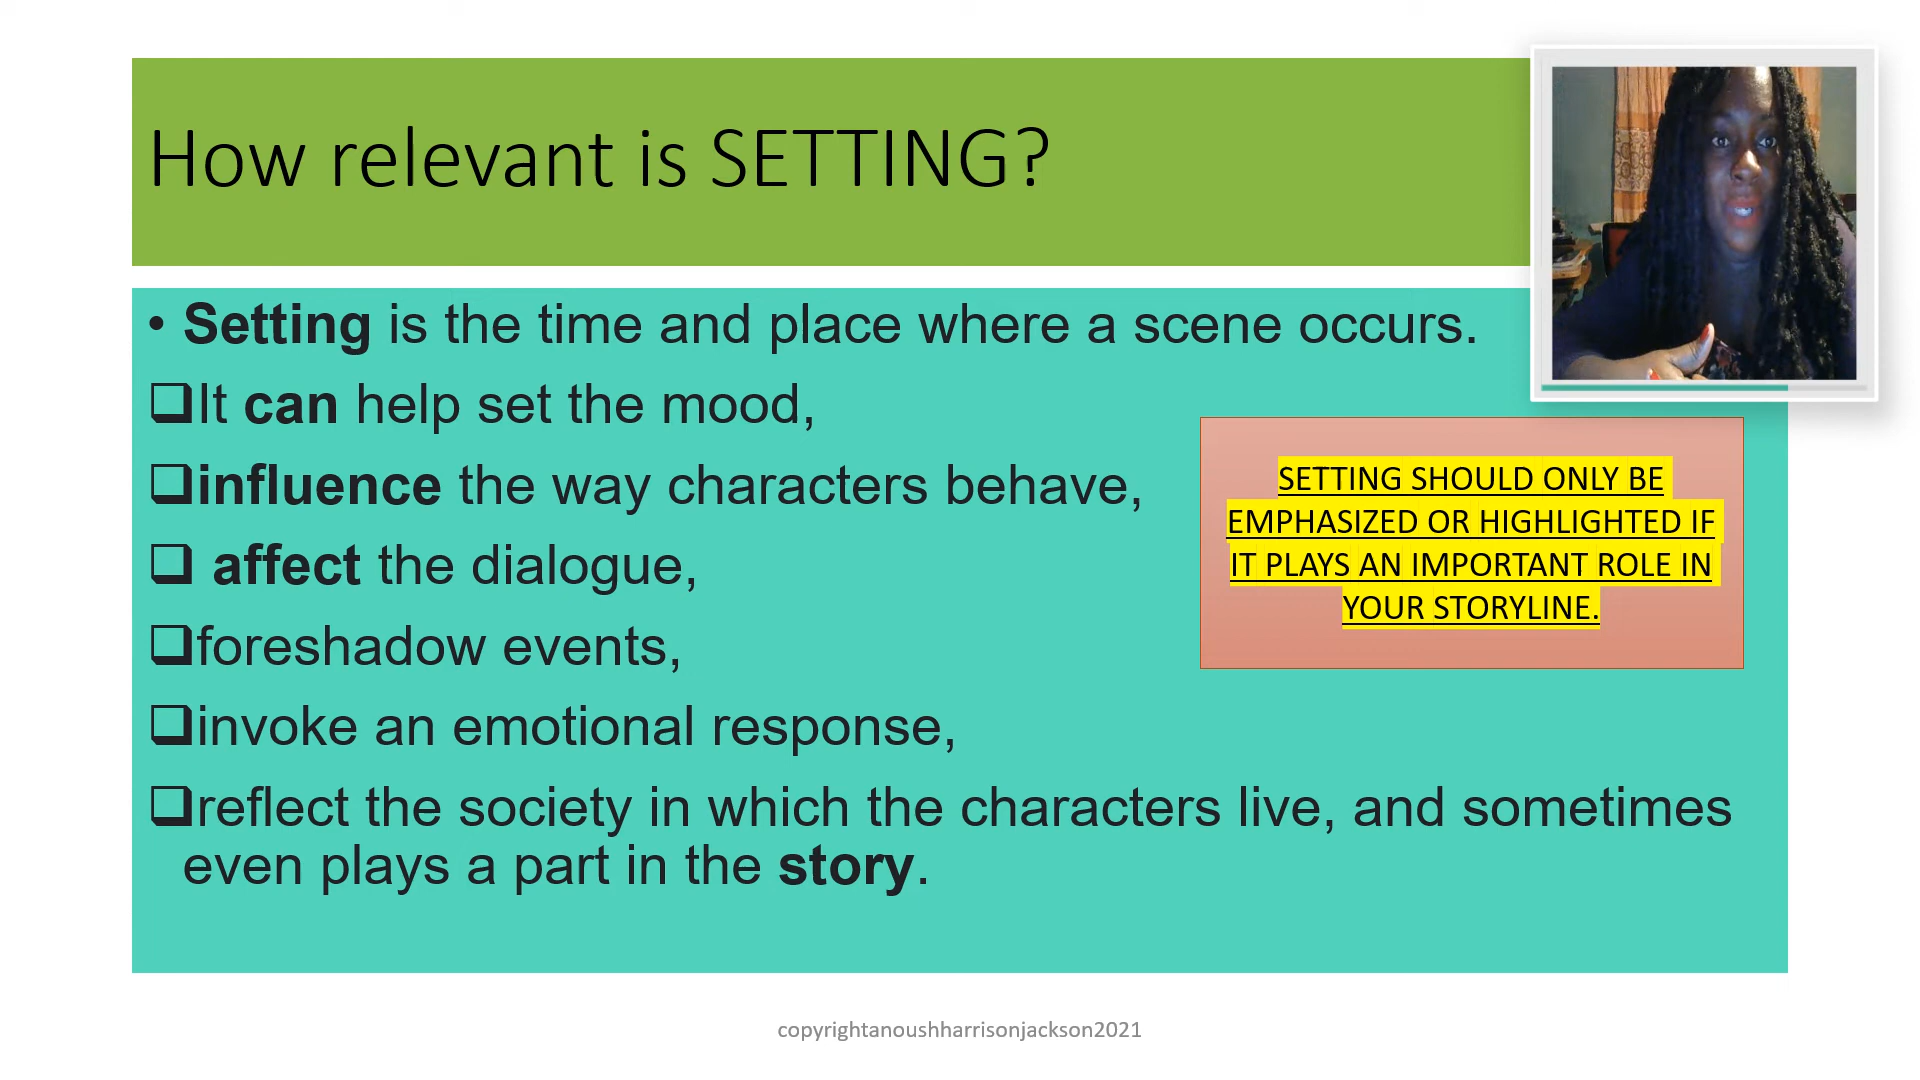 How relevant is SETTING?
• Setting is the time and place where a scene occurs.
❑It can help set the mood,
❑influence the way characters behave,
❑ affect the dialogue,
❑foreshadow events,
❑invoke an emotional response,
❑reflect the society in which the characters live, and sometimes
even plays a part in the story.
SETTING SHOULD ONLY BE
EMPHASIZED OR HIGHLIGHTED IF
IT PLAYS AN IMPORTANT ROLE IN
YOUR STORYLINE.
copyrightanoushharrisonjackson2021